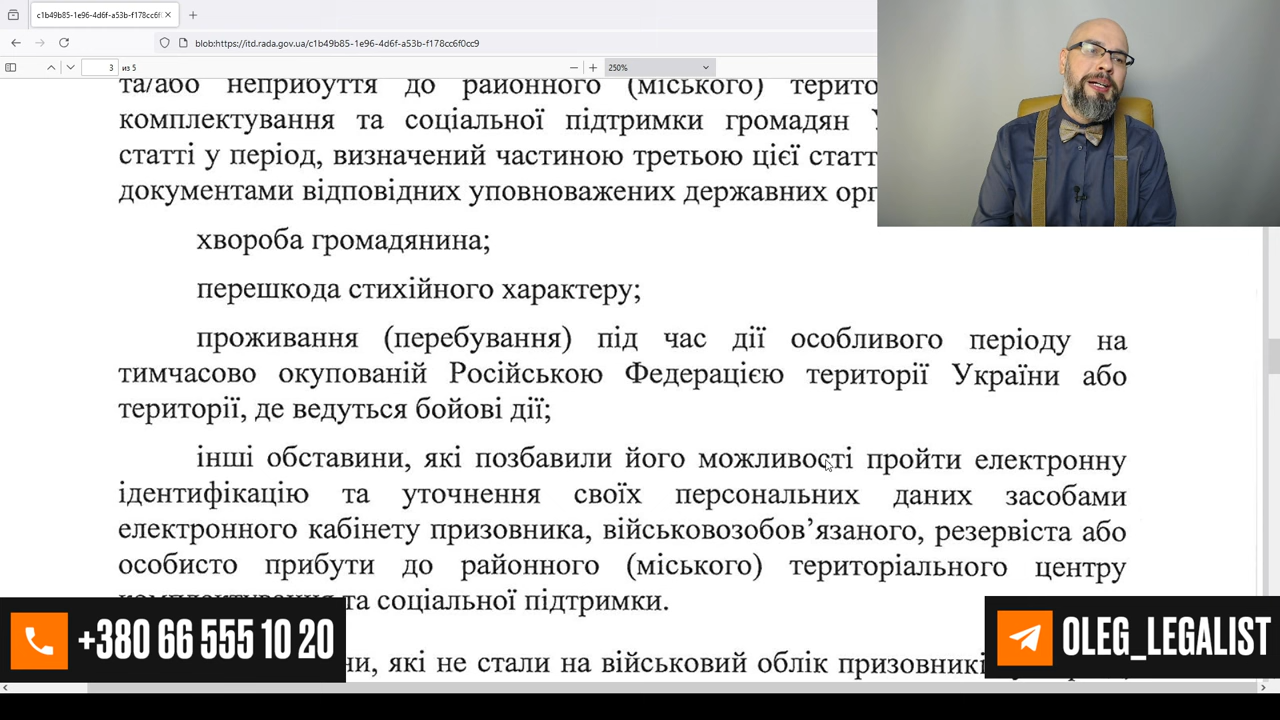 c1b49b85-1e96-4d6f-a53b-f178cc6f
blob:https://itd.rada.gov.ua/c1b49b85-1e96-4d6f-a53b-f178cc6f0cc9
3 из 5
250%
та/або неприбуття до районного (міського)
комплектування та соціальної підтримки громадян
статті у період, визначений частиною третьою цієї
документами відповідних уповноважених державних
хвороба громадянина;
перешкода стихійного характеру;
проживання (перебування) під час дії особливого періоду на
тимчасово окупованій Російською Федерацією території України або
території, де ведуться бойові дії;
інші обставини, які позбавили його можливості пройти електронну
ідентифікацію та уточнення своїх персональних даних засобами
електронного кабінету призовника, військовозобов’язаного, резервіста або
особисто прибути до районного (міського) територіального центру
та соціальної підтримки.
які не стали на військовий облік
+380 66 555 10 20
OLEG_LEGALIST